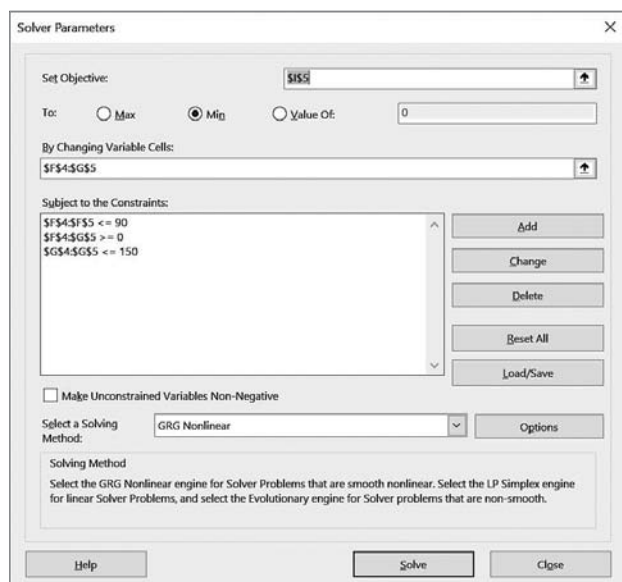 Solver Parameters
Set Objective:
$I$5
To:
Max
Min
Value Of:
0
By Changing Variable Cells:
$F$4:$G$5
Subject to the Constraints:
$F$4:$F$5 <= 90
$F$4:$G$5 >= 0
$G$4:$G$5 <= 150
Add
Change
Delete
Reset All
Load/Save
Make Unconstrained Variables Non-Negative
Select a Solving
Method:
GRG Nonlinear
Options
Solving Method
Select the GRG Nonlinear engine for Solver Problems that are smooth nonlinear. Select the LP Simplex engine
for linear Solver Problems, and select the Evolutionary engine for Solver problems that are non-smooth.
Help
Solve
Close